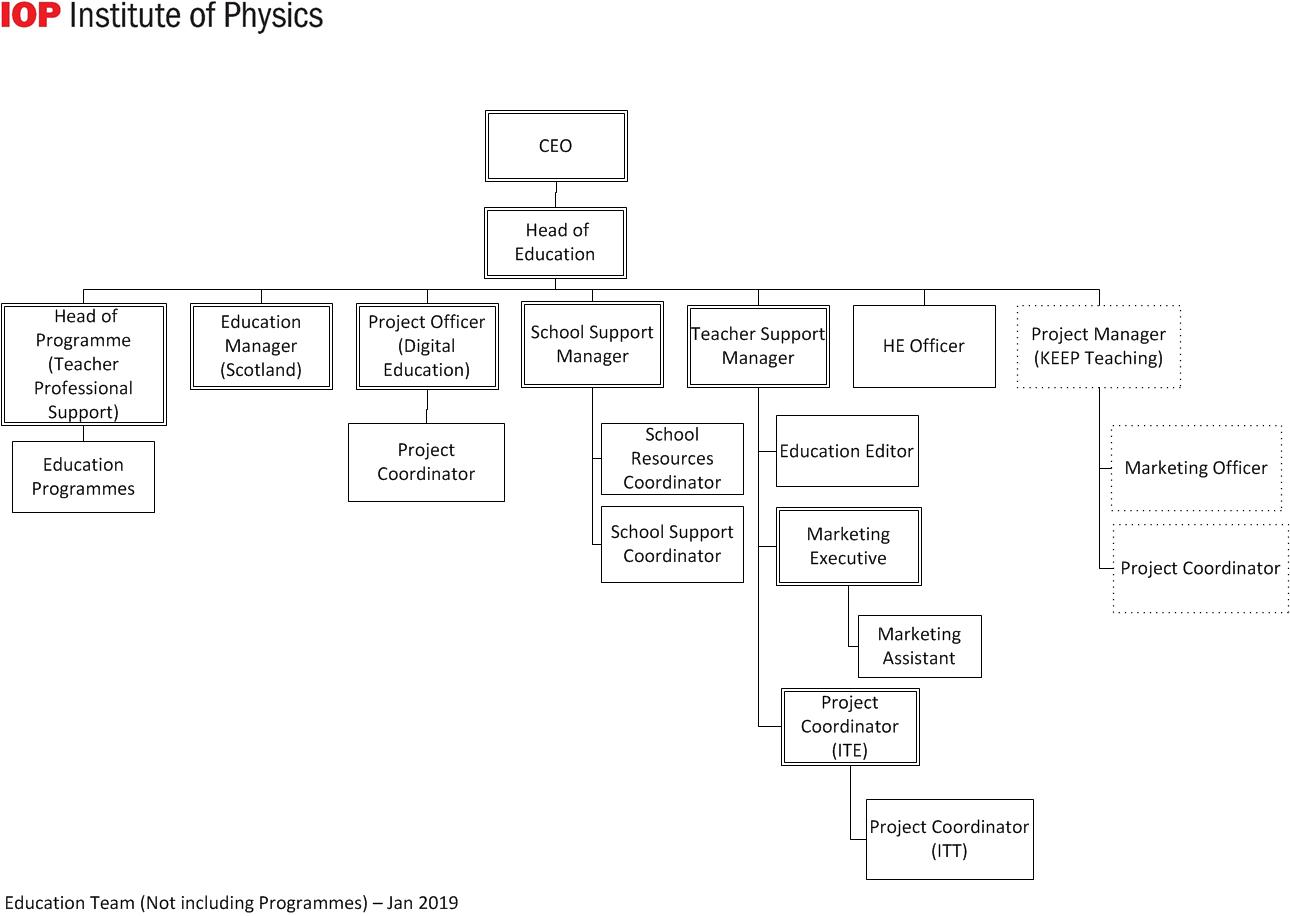 IOP Institute of Physics
CEO
Head of
Education
Head of
Programme
(Teacher
Professional
Support)
Education
Manager
(Scotland)
Project Officer
(Digital
Education)
School Support
Manager
Teacher Support
Manager
HE Officer
Project Manager
(KEEP Teaching)
Education
Programmes
Project
Coordinator
School
Resources
Coordinator
School Support
Coordinator
Education Editor
Marketing
Executive
Marketing
Assistant
Project
Coordinator
(ITE)
Project Coordinator
(ITT)
Marketing Officer
Project Coordinator
Education Team (Not including Programmes) – Jan 2019